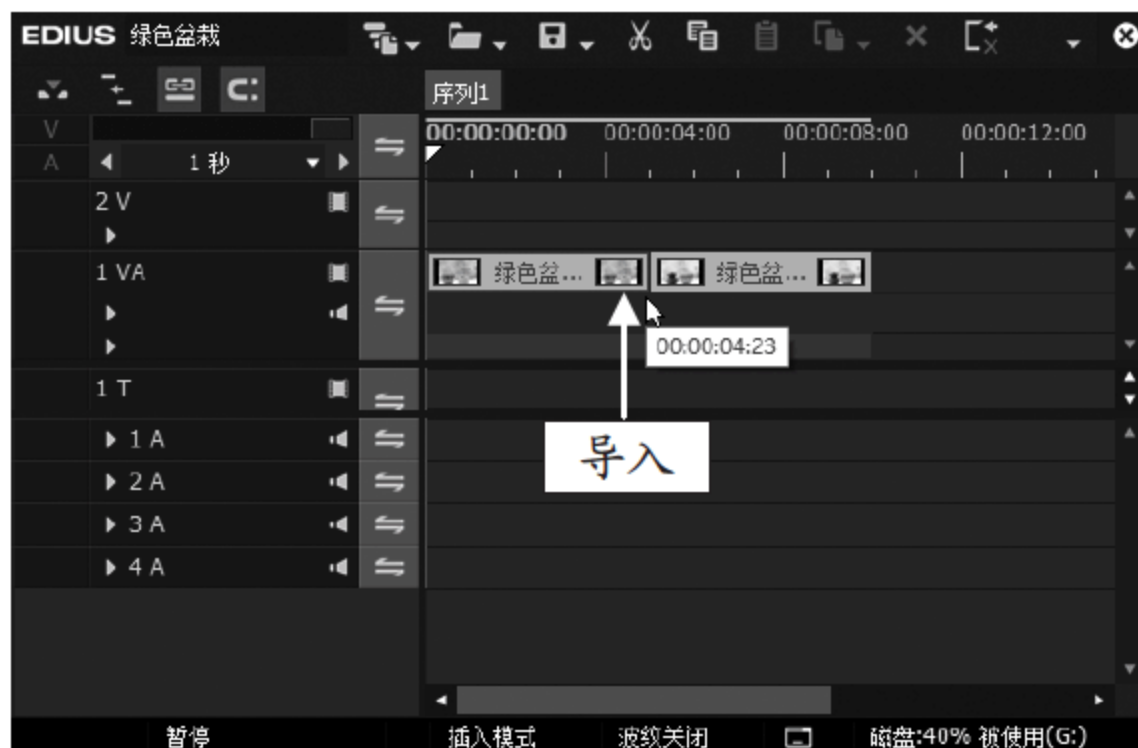 EDIUS 绿色盆栽
序列1
V
00:00:00:00 00:00:04:00 00:00:08:00 00:00:12:00
A
1 秒
2 V
1 VA
绿色盆... 绿色盆...
00:00:04:23
1 T
导入
1 A
2 A
3 A
4 A
暂停 插入模式 波纹关闭 磁盘:40% 被使用(G:)